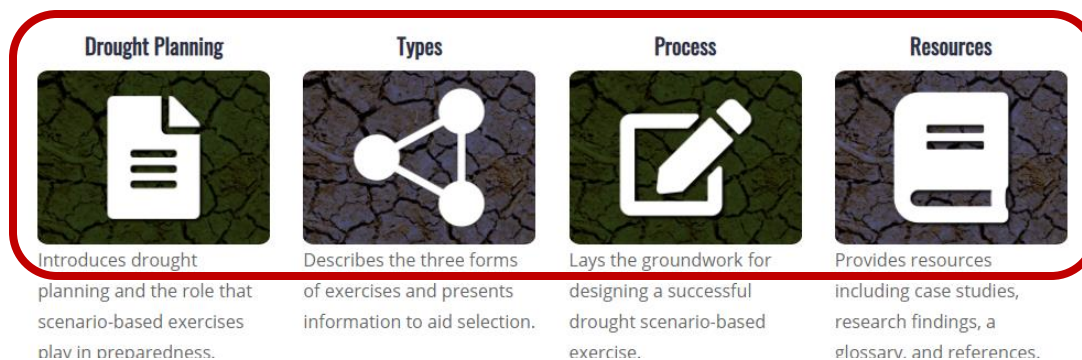 Drought Planning
Types
Process
Resources
Introduces drought
planning and the role that
scenario-based exercises
play in preparedness.
Describes the three forms
of exercises and presents
information to aid selection.
Lays the groundwork for
designing a successful
drought scenario-based
exercise.
Provides resources
including case studies,
research findings, a
glossary, and references.